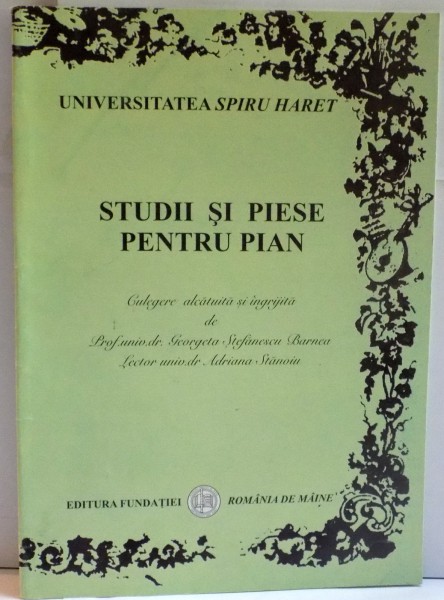 UNIVERSITATEA SPIRU HARET
STUDII ŞI PIESE
PENTRU PIAN
Culegere alcătuită şi îngrijită
de
Prof.univ.dr. Georgeta Ştefănescu Barnea
Lector univ.dr Adriana Stănoiu
EDITURA FUNDAŢIEI ROMÂNIA DE MÂINE